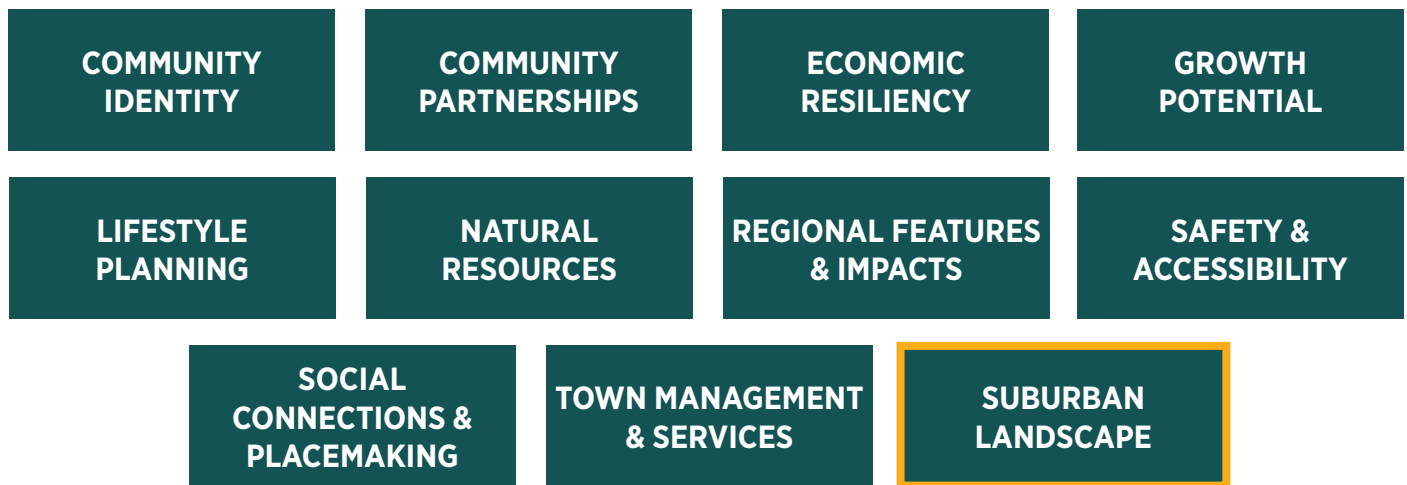 COMMUNITY
IDENTITY
COMMUNITY
PARTNERSHIPS
ECONOMIC
RESILIENCY
GROWTH
POTENTIAL
LIFESTYLE
PLANNING
NATURAL
RESOURCES
REGIONAL FEATURES
& IMPACTS
SAFETY &
ACCESSIBILITY
SOCIAL
CONNECTIONS &
PLACEMAKING
TOWN MANAGEMENT
& SERVICES
SUBURBAN
LANDSCAPE